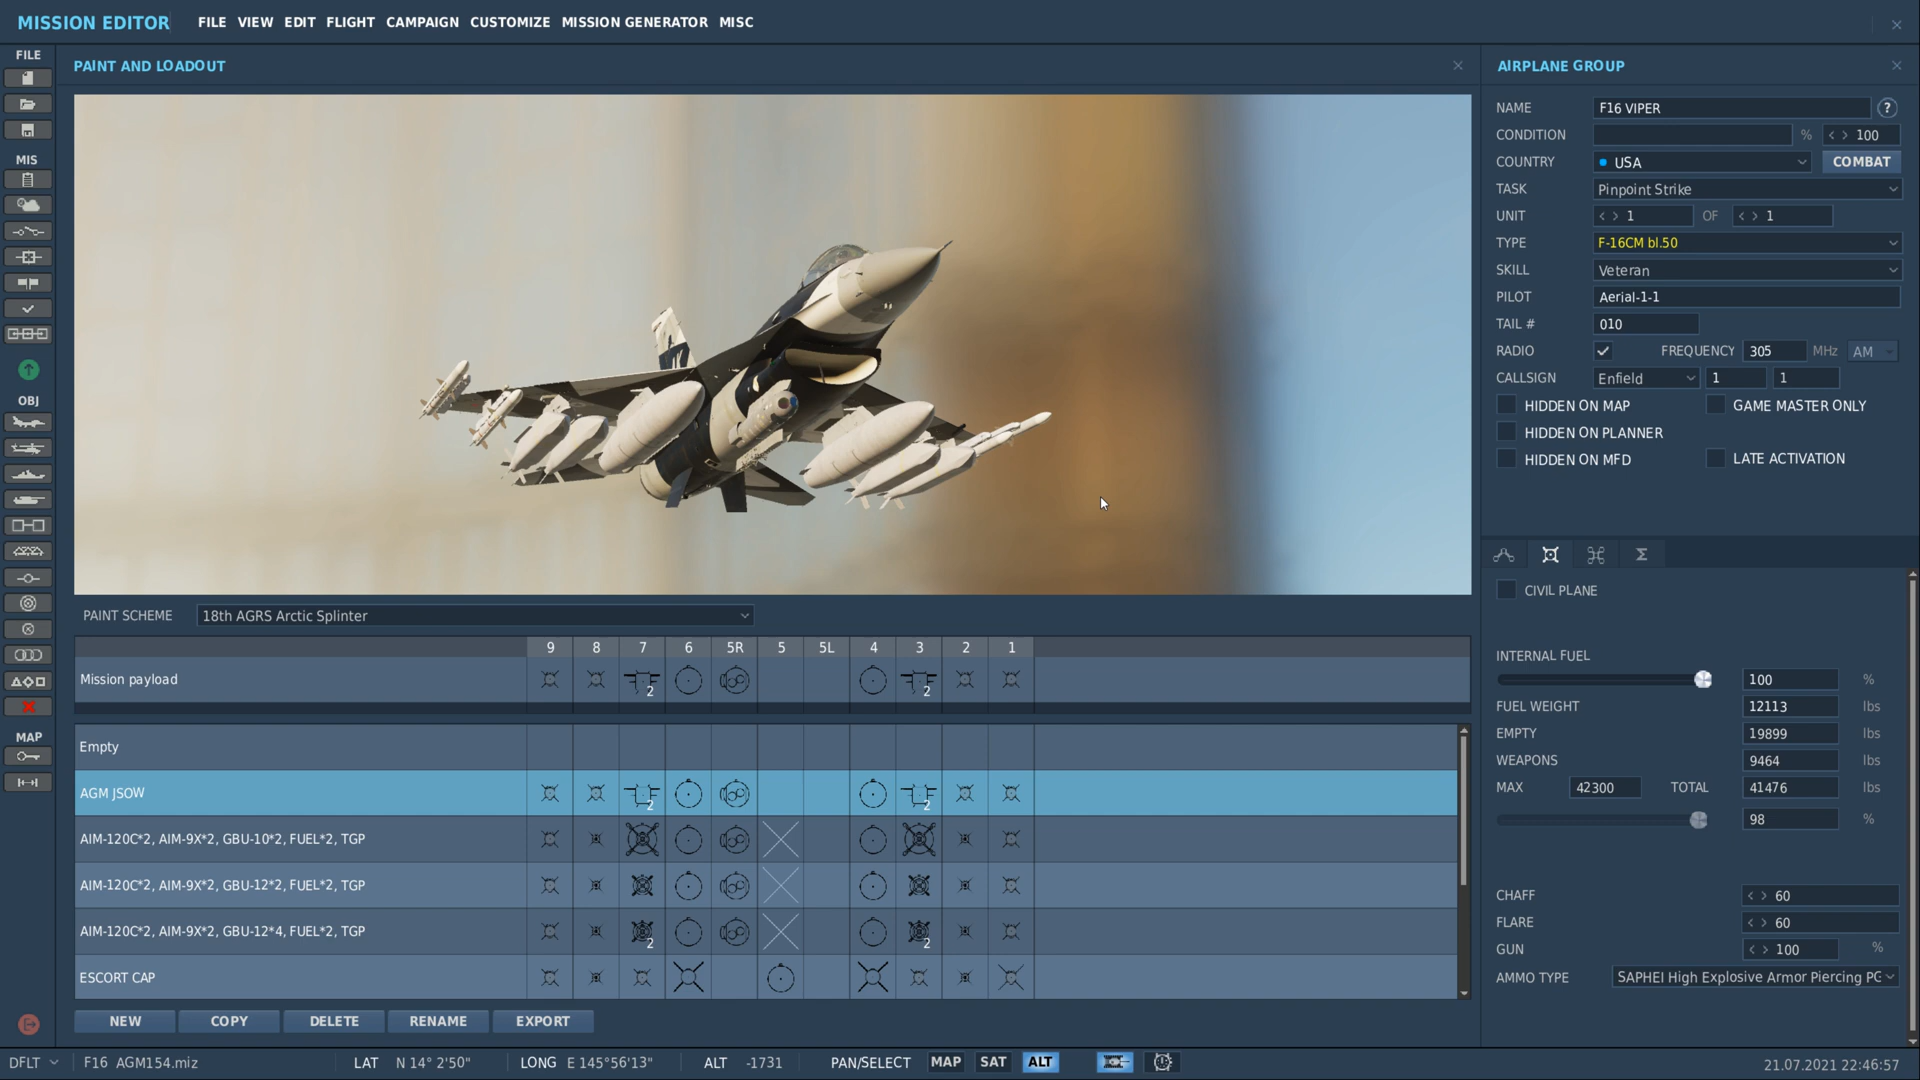 MISSION EDITOR
FILE VIEW EDIT FLIGHT CAMPAIGN CUSTOMIZE MISSION GENERATOR MISC
FILE
MIS
OBJ
MAP
PAINT AND LOADOUT
PAINT SCHEME 18th AGRS Arctic Splinter
9 8 7 6 5R 5 5L 4 3 2 1
Mission payload 2 2
Empty
AGM JSOW 2 2
AIM-120C*2, AIM-9X*2, GBU-10*2, FUEL*2, TGP
AIM-120C*2, AIM-9X*2, GBU-12*2, FUEL*2, TGP
AIM-120C*2, AIM-9X*2, GBU-12*4, FUEL*2, TGP 2 2
ESCORT CAP
NEW COPY DELETE RENAME EXPORT
AIRPLANE GROUP
NAME F16 VIPER ?
CONDITION % < > 100
COUNTRY USA COMBAT
TASK Pinpoint Strike
UNIT < > 1 OF < > 1
TYPE F-16CM bl.50
SKILL Veteran
PILOT Aerial-1-1
TAIL # 010
RADIO FREQUENCY 305 MHz AM
CALLSIGN Enfield 1 1
HIDDEN ON MAP GAME MASTER ONLY
HIDDEN ON PLANNER
HIDDEN ON MFD LATE ACTIVATION
Σ
CIVIL PLANE
INTERNAL FUEL
100 %
FUEL WEIGHT 12113 lbs
EMPTY 19899 lbs
WEAPONS 9464 lbs
MAX 42300 TOTAL 41476 lbs
98 %
CHAFF < > 60
FLARE < > 60
GUN < > 100 %
AMMO TYPE SAPHEI High Explosive Armor Piercing PG
DFLT F16 AGM154.miz LAT N 14° 2'50" LONG E 145°56'13" ALT -1731 PAN/SELECT MAP SAT ALT 21.07.2021 22:46:57